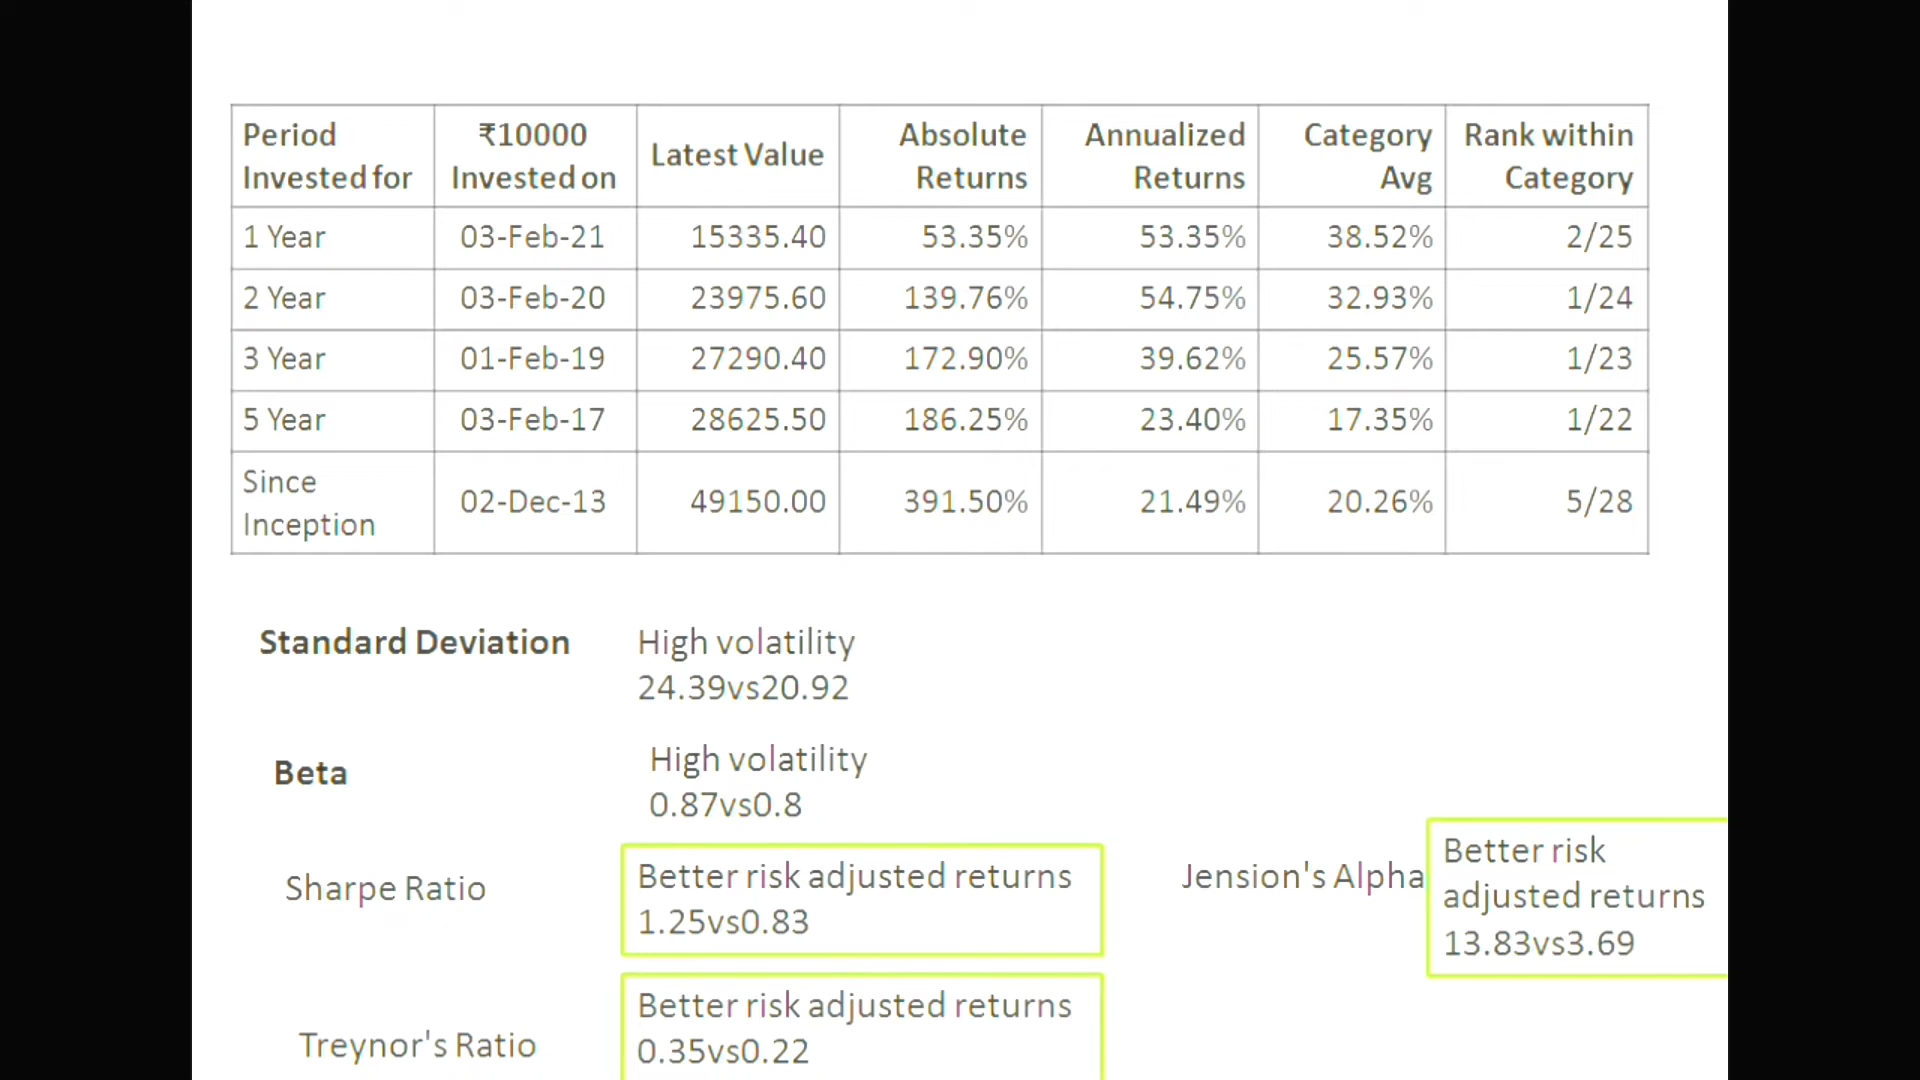 Period Invested for ₹10000 Invested on Latest Value Absolute Returns Annualized Returns Category Avg Rank within Category
1 Year 03-Feb-21 15335.40 53.35% 53.35% 38.52% 2/25
2 Year 03-Feb-20 23975.60 139.76% 54.75% 32.93% 1/24
3 Year 01-Feb-19 27290.40 172.90% 39.62% 25.57% 1/23
5 Year 03-Feb-17 28625.50 186.25% 23.40% 17.35% 1/22
Since Inception 02-Dec-13 49150.00 391.50% 21.49% 20.26% 5/28
Standard Deviation
High volatility
24.39vs20.92
Beta
High volatility
0.87vs0.8
Sharpe Ratio
Better risk adjusted returns
1.25vs0.83
Jension's Alpha
Better risk
adjusted returns
13.83vs3.69
Treynor's Ratio
Better risk adjusted returns
0.35vs0.22